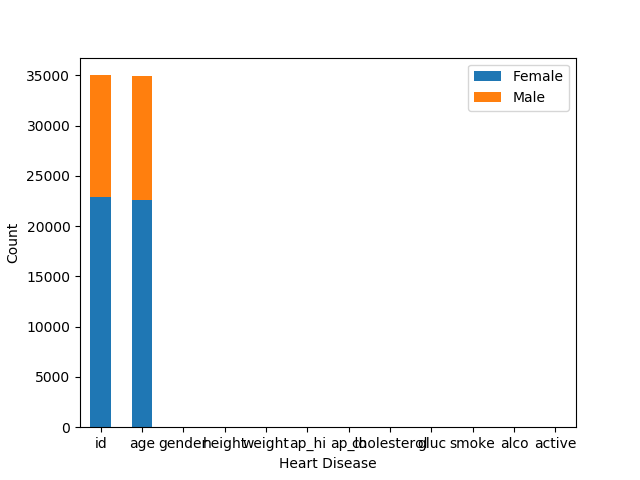 35000
30000
25000
20000
15000
10000
5000
0
Count
Female
Male
id age gender height weight ap_hi ap_lo cholesterol gluc smoke alco active
Heart Disease